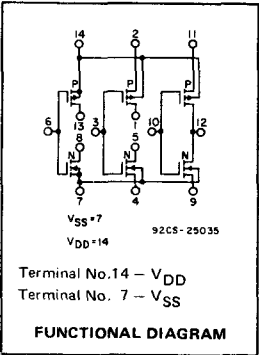 14 2 11
P P P
13 1
6 3 10 12
8 5
N N N
7 4 9
VSS = 7
92CS-25035
VDD = 14
Terminal No.14 – VDD
Terminal No. 7 – VSS
FUNCTIONAL DIAGRAM